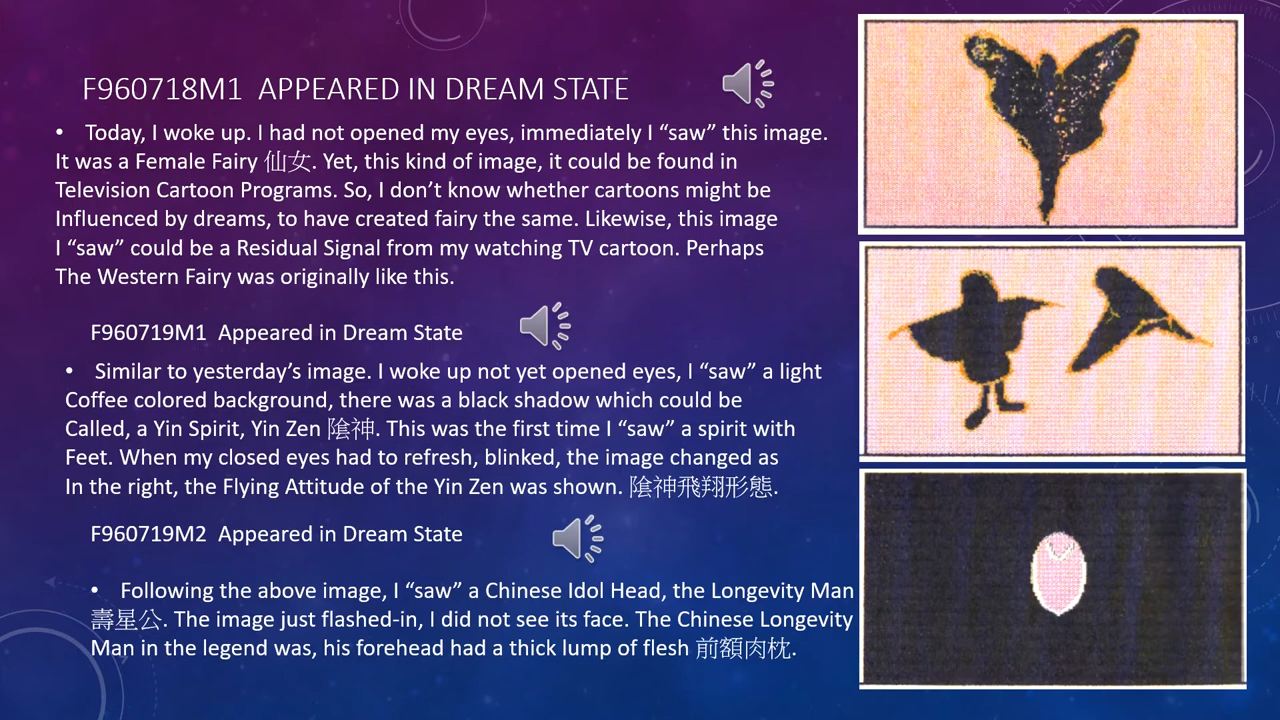 F960718M1 APPEARED IN DREAM STATE
• Today, I woke up. I had not opened my eyes, immediately I “saw” this image.
It was a Female Fairy 仙女. Yet, this kind of image, it could be found in
Television Cartoon Programs. So, I don’t know whether cartoons might be
Influenced by dreams, to have created fairy the same. Likewise, this image
I “saw” could be a Residual Signal from my watching TV cartoon. Perhaps
The Western Fairy was originally like this.
F960719M1 Appeared in Dream State
• Similar to yesterday’s image. I woke up not yet opened eyes, I “saw” a light
Coffee colored background, there was a black shadow which could be
Called, a Yin Spirit, Yin Zen 陰神. This was the first time I “saw” a spirit with
Feet. When my closed eyes had to refresh, blinked, the image changed as
In the right, the Flying Attitude of the Yin Zen was shown. 陰神飛翔形態.
F960719M2 Appeared in Dream State
• Following the above image, I “saw” a Chinese Idol Head, the Longevity Man
壽星公. The image just flashed-in, I did not see its face. The Chinese Longevity
Man in the legend was, his forehead had a thick lump of flesh 前額肉枕.